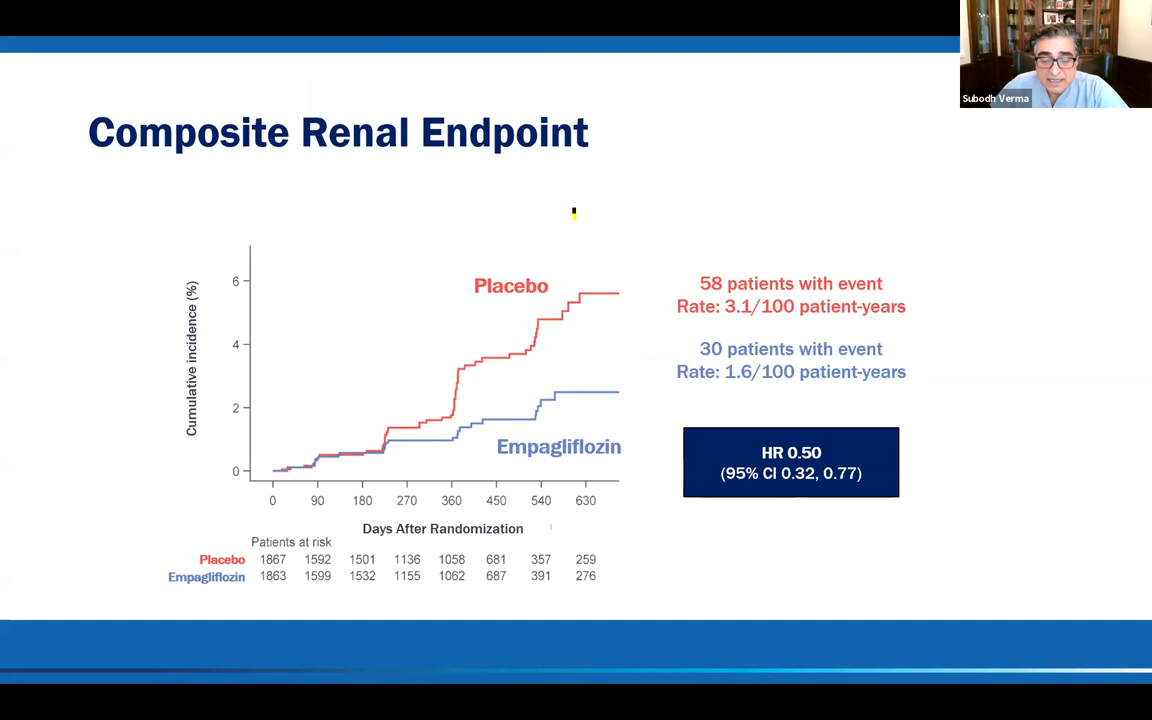 Subodh Verma
Composite Renal Endpoint
Cumulative incidence (%)
6
4
2
0
Placebo
Empagliflozin
0 90 180 270 360 450 540 630
Days After Randomization
Patients at risk
Placebo 1867 1592 1501 1136 1058 681 357 259
Empagliflozin 1863 1599 1532 1155 1062 687 391 276
58 patients with event
Rate: 3.1/100 patient-years
30 patients with event
Rate: 1.6/100 patient-years
HR 0.50
(95% CI 0.32, 0.77)